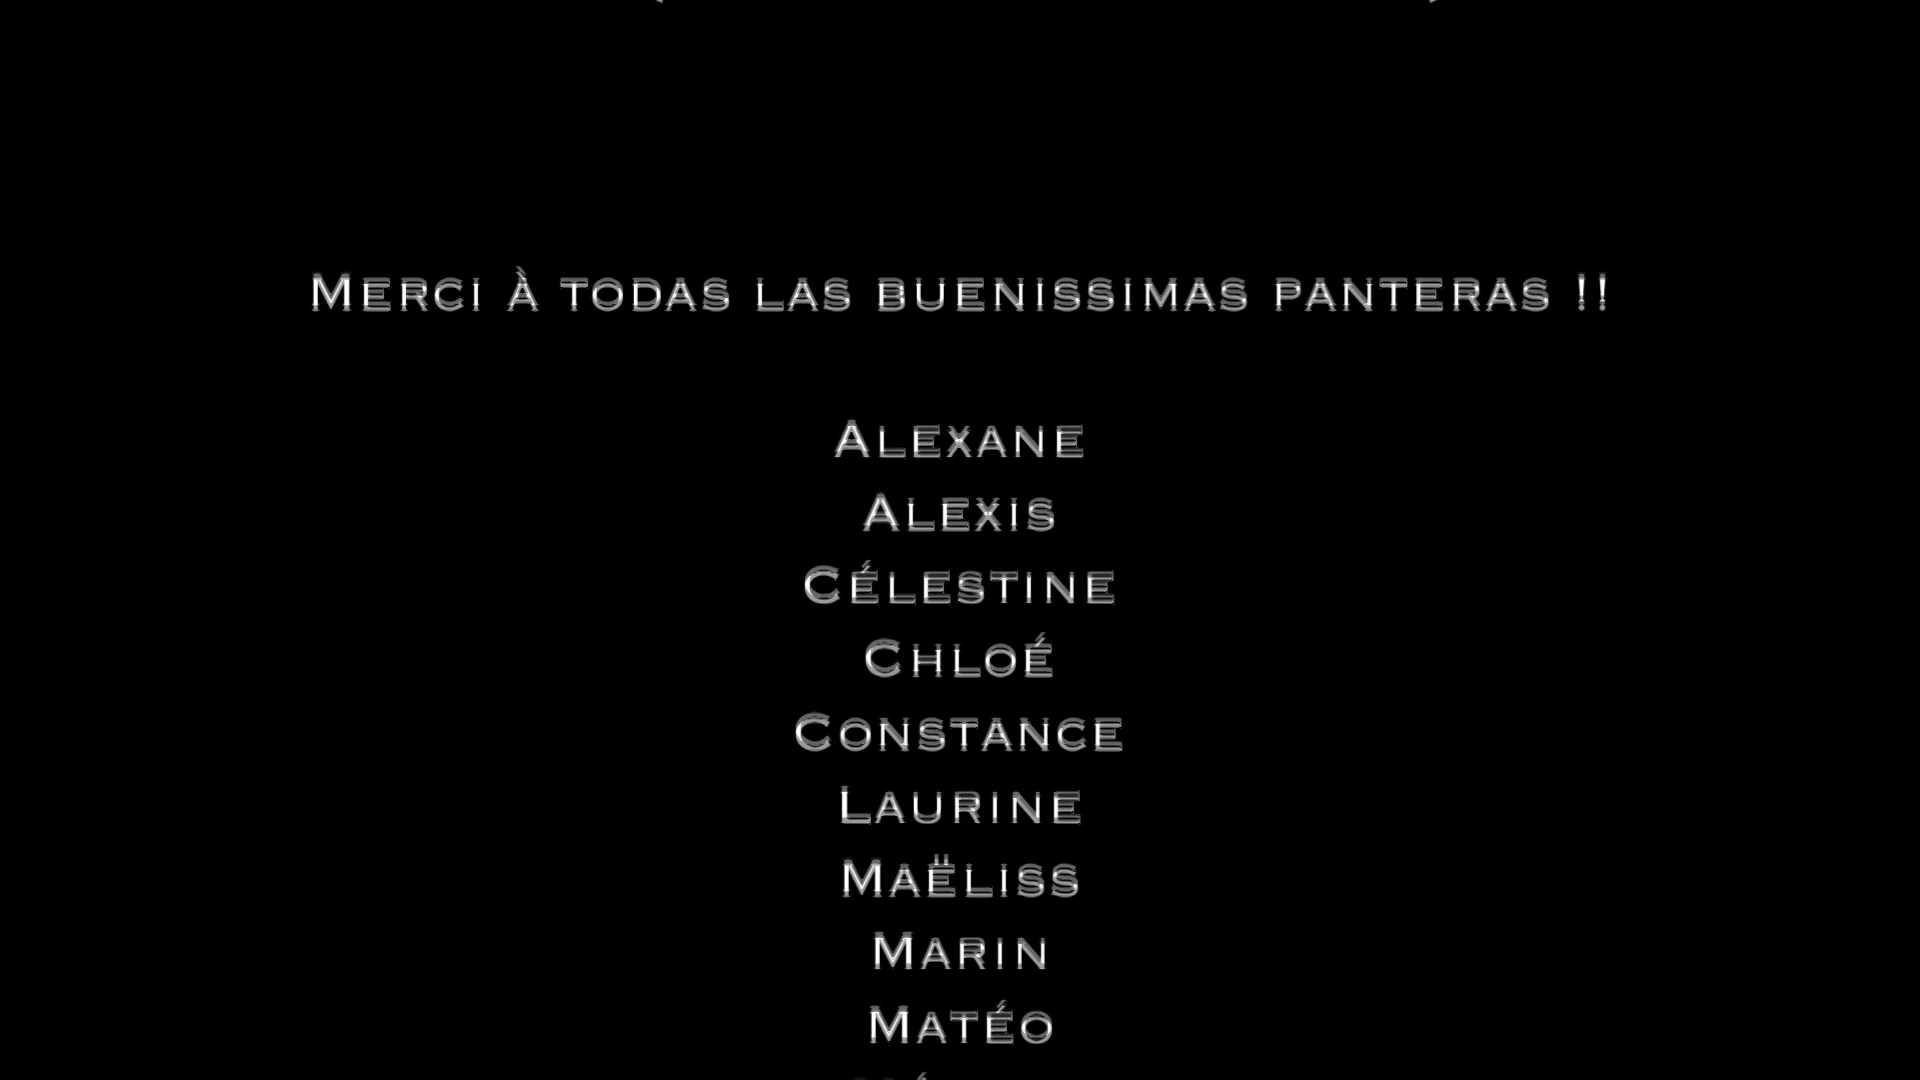 Merci à todas las buenissimas panteras !!
Alexane
Alexis
Célestine
Chloé
Constance
Laurine
Maëliss
Marin
Matéo